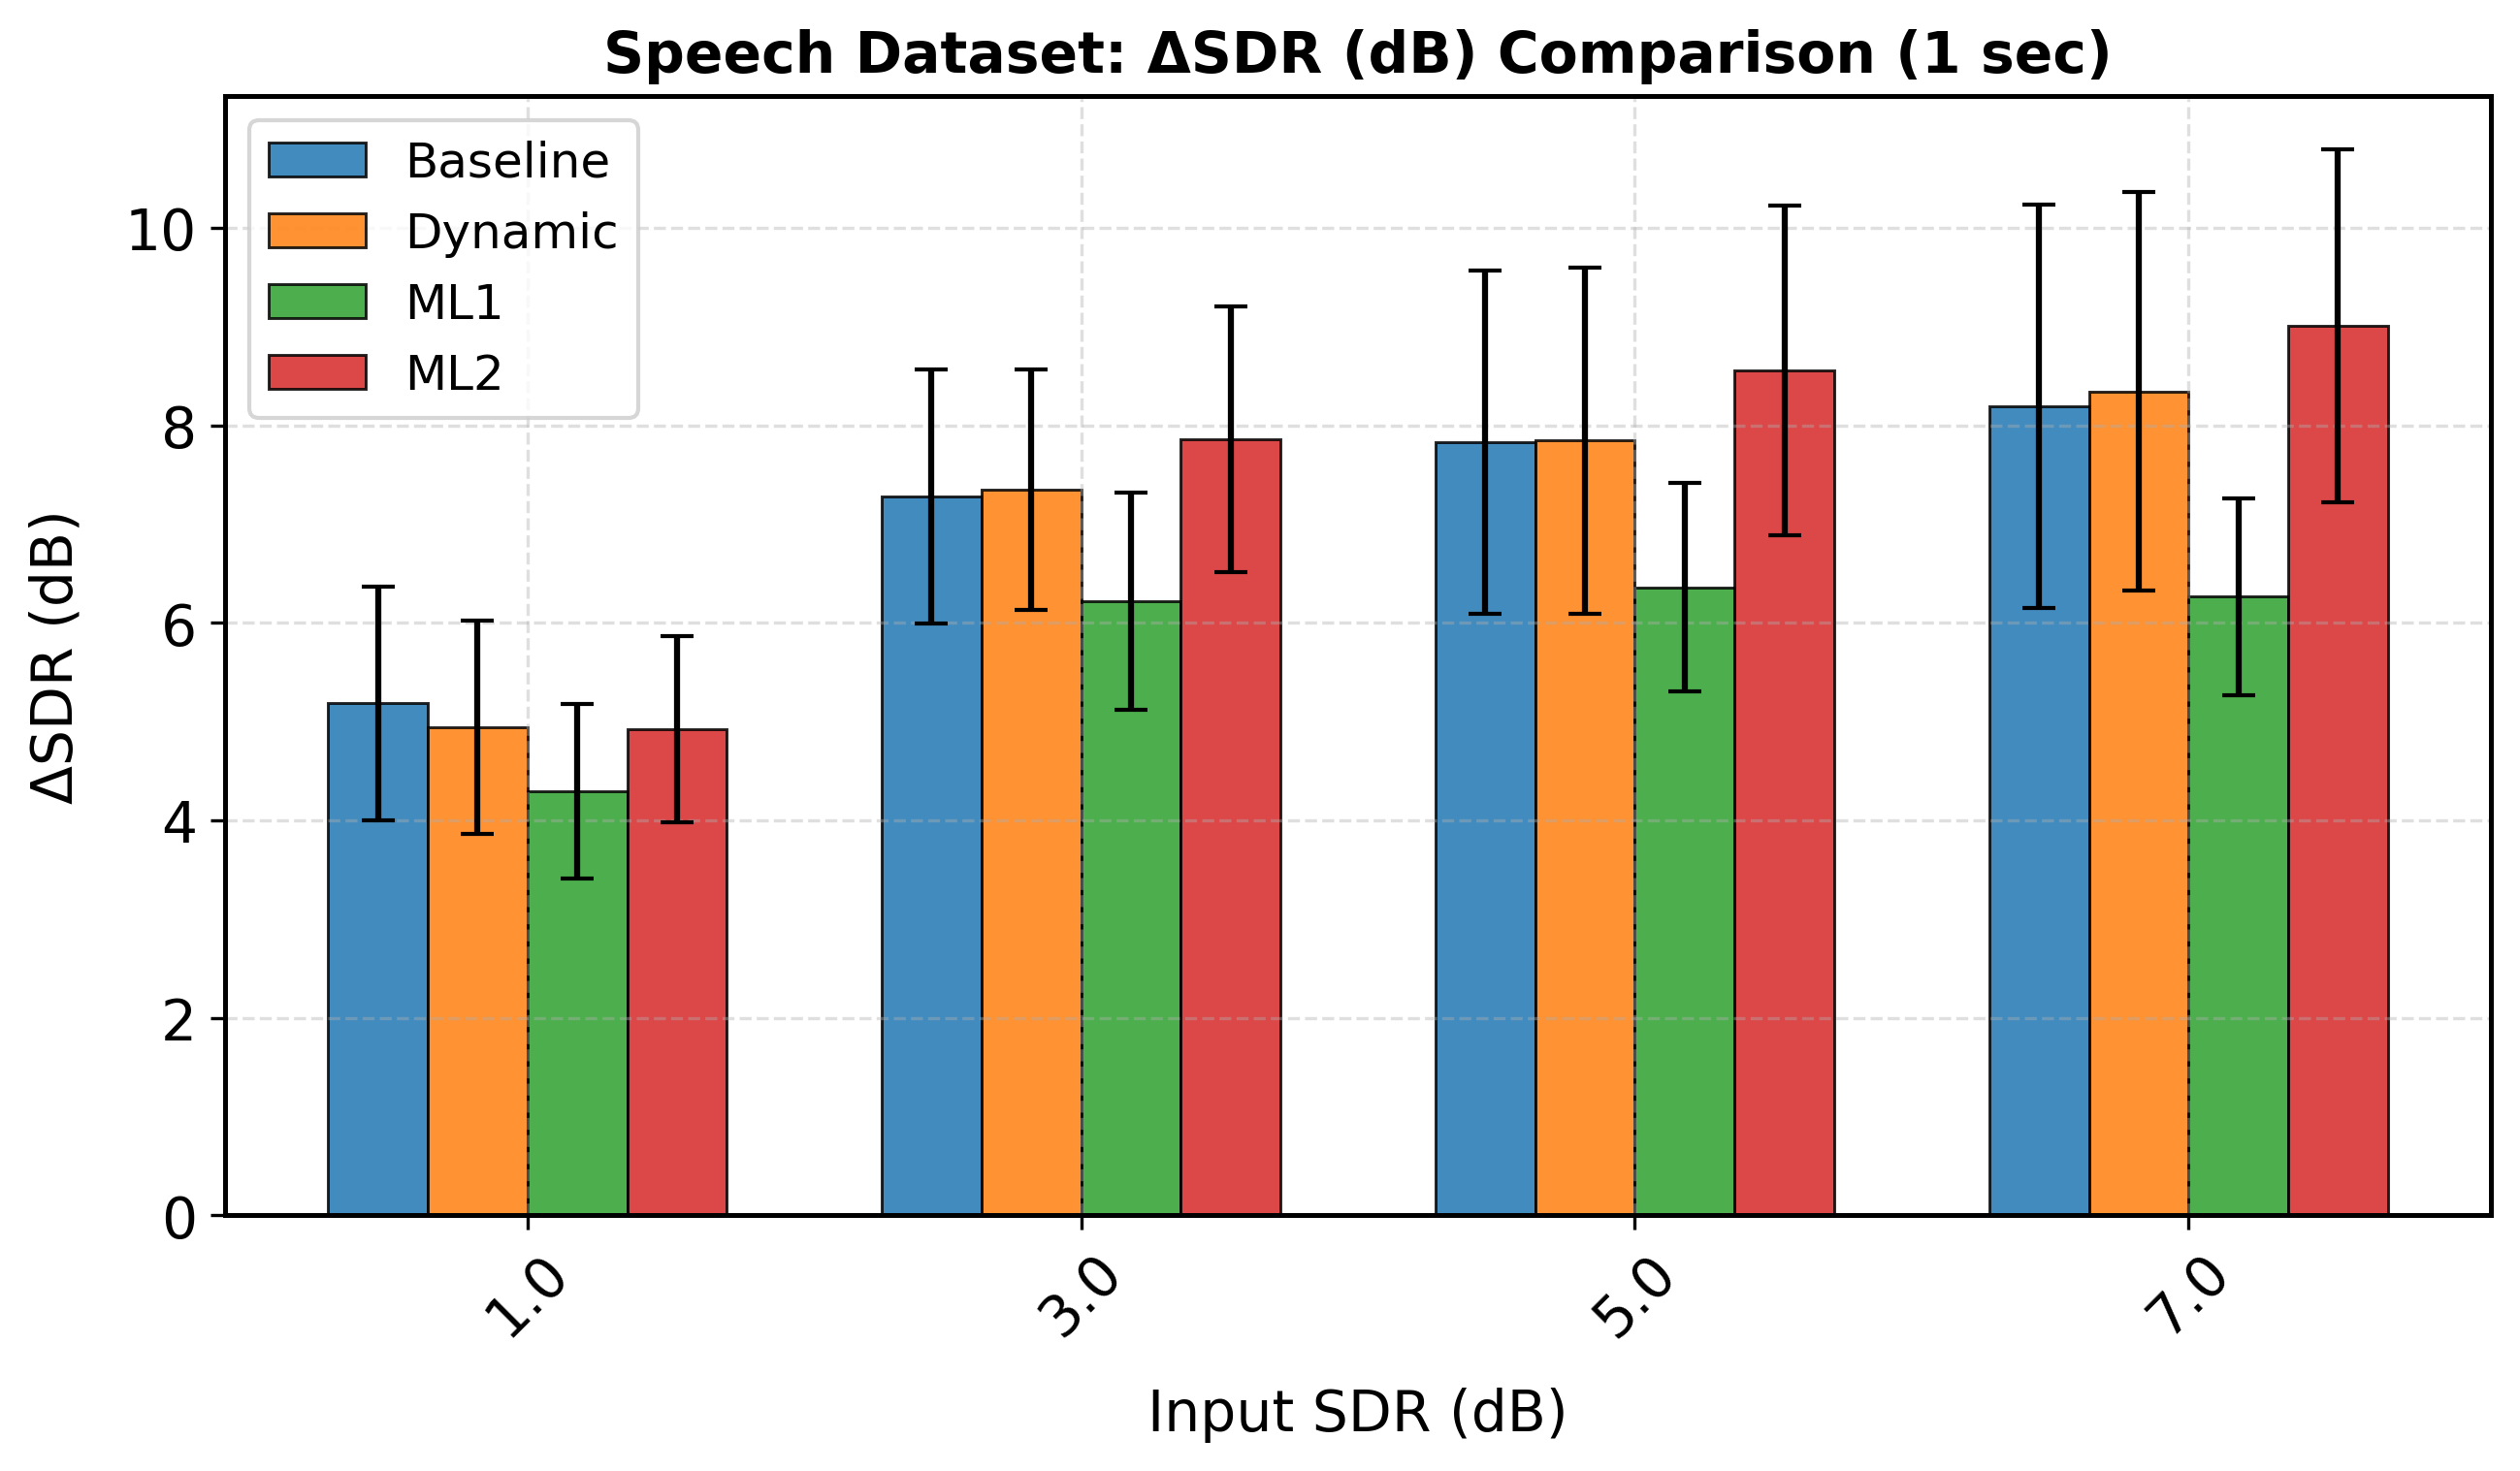 Speech Dataset: ΔSDR (dB) Comparison (1 sec)
Baseline
Dynamic
ML1
ML2
ΔSDR (dB)
10
8
6
4
2
0
1.0
3.0
5.0
7.0
Input SDR (dB)